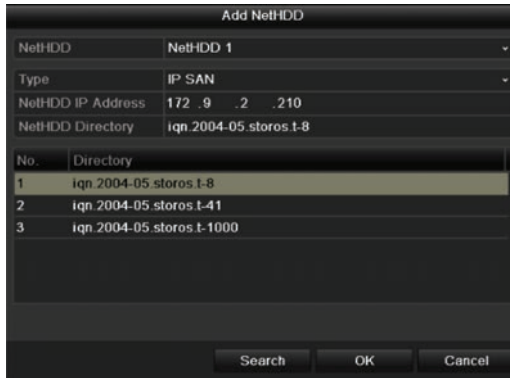 Add NetHDD
NetHDD NetHDD 1
Type IP SAN
NetHDD IP Address 172 .9 .2 .210
NetHDD Directory iqn.2004-05.storos.t-8
No. Directory
1 iqn.2004-05.storos.t-8
2 iqn.2004-05.storos.t-41
3 iqn.2004-05.storos.t-1000
Search OK Cancel